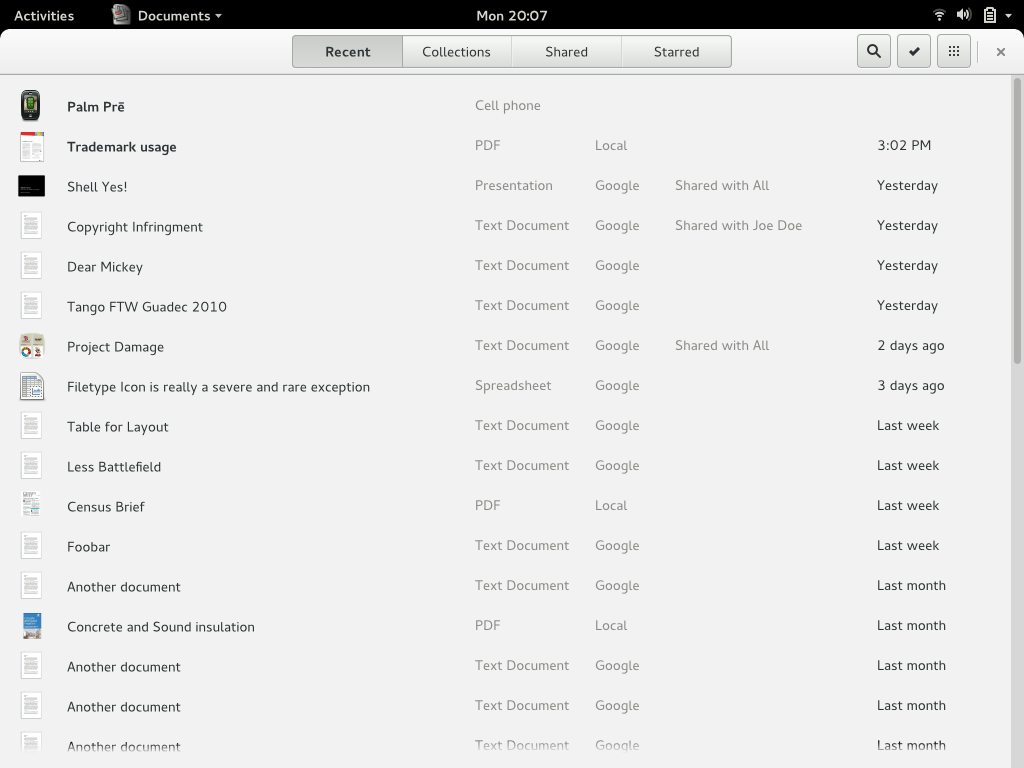 Activities Documents Mon 20:07
Recent Collections Shared Starred
Palm Prē Cell phone
Trademark usage PDF Local 3:02 PM
Shell Yes! Presentation Google Shared with All Yesterday
Copyright Infringment Text Document Google Shared with Joe Doe Yesterday
Dear Mickey Text Document Google Yesterday
Tango FTW Guadec 2010 Text Document Google Yesterday
Project Damage Text Document Google Shared with All 2 days ago
Filetype Icon is really a severe and rare exception Spreadsheet Google 3 days ago
Table for Layout Text Document Google Last week
Less Battlefield Text Document Google Last week
Census Brief PDF Local Last week
Foobar Text Document Google Last week
Another document Text Document Google Last month
Concrete and Sound insulation PDF Local Last month
Another document Text Document Google Last month
Another document Text Document Google Last month
Another document Text Document Google Last month